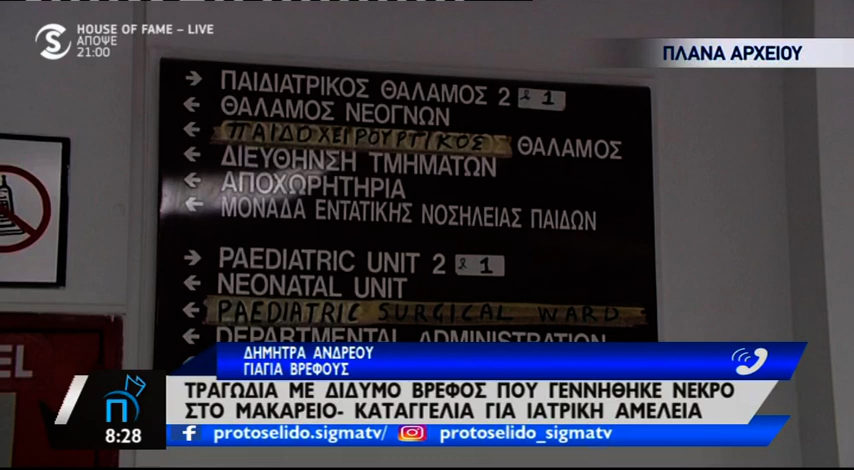 HOUSE OF FAME – LIVE
ΑΠΟΨΕ
21:00
ΠΛΑΝΑ ΑΡΧΕΙΟΥ
→ ΠΑΙΔΙΑΤΡΙΚΟΣ ΘΑΛΑΜΟΣ 2 & 1
← ΘΑΛΑΜΟΣ ΝΕΟΓΝΩΝ
← ΠΑΙΔΟΧΕΙΡΟΥΡΓΙΚΟΣ ΘΑΛΑΜΟΣ
← ΔΙΕΥΘΗΝΣΗ ΤΜΗΜΑΤΩΝ
← ΑΠΟΧΩΡΗΤΗΡΙΑ
← ΜΟΝΑΔΑ ΕΝΤΑΤΙΚΗΣ ΝΟΣΗΛΕΙΑΣ ΠΑΙΔΩΝ
→ PAEDIATRIC UNIT 2 & 1
← NEONATAL UNIT
← PAEDIATRIC SURGICAL WARD
← DEPARTMENTAL ADMINISTRATION
EL
ΔΗΜΗΤΡΑ ΑΝΔΡΕΟΥ
ΓΙΑΓΙΑ ΒΡΕΦΟΥΣ
ΤΡΑΓΩΔΙΑ ΜΕ ΔΙΔΥΜΟ ΒΡΕΦΟΣ ΠΟΥ ΓΕΝΝΗΘΗΚΕ ΝΕΚΡΟ
ΣΤΟ ΜΑΚΑΡΕΙΟ- ΚΑΤΑΓΓΕΛΙΑ ΓΙΑ ΙΑΤΡΙΚΗ ΑΜΕΛΕΙΑ
8:28
protoselido.sigmatv/ protoselido_sigmatv